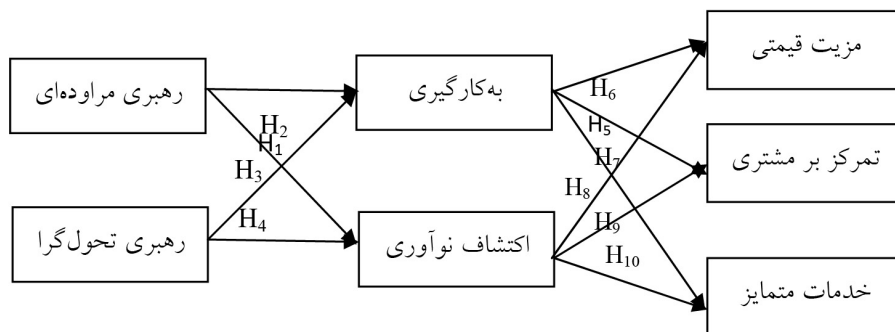 مزیت قیمتی
رهبری مراوده‌ای
به‌کارگیری
H6
H2
H5
H1
تمرکز بر مشتری
H7
H3
H8
H4
H9
رهبری تحول‌گرا
اکتشاف نوآوری
H10
خدمات متمایز